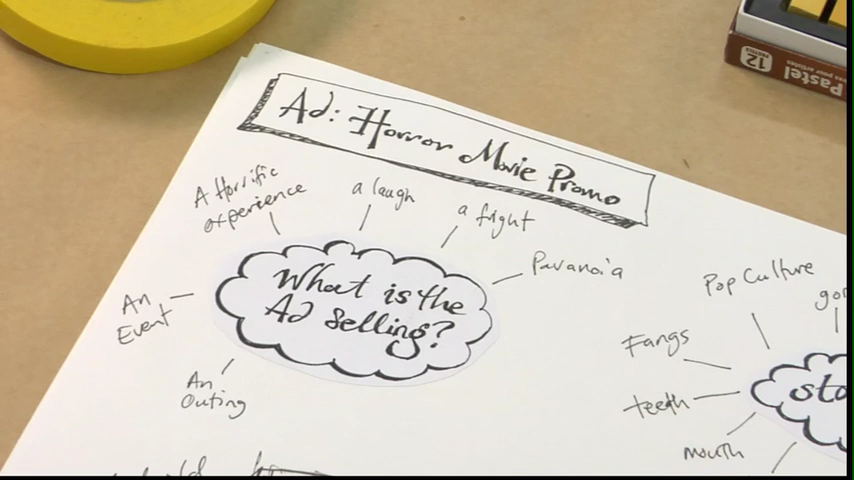 Ad: Horror Movie Promo
A Horrific
experience
a laugh
a fright
Paranoia
What is the
Ad Selling?
An
Event
An
Outing
Pop Culture
Fangs
teeth
mouth
12
Pastel